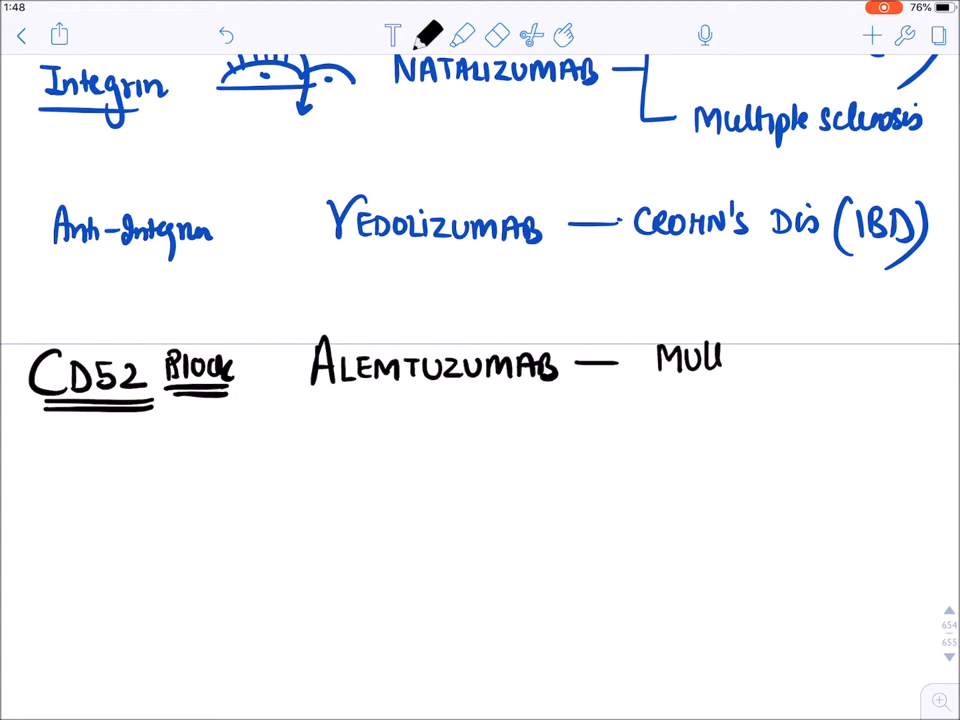 1:48 76%
Integrin NATALIZUMAB
Multiple sclerosis
Anti-Integrin VEDOLIZUMAB — CROHN'S Dis (IBD)
CD52 Block ALEMTUZUMAB — MUL
654
655